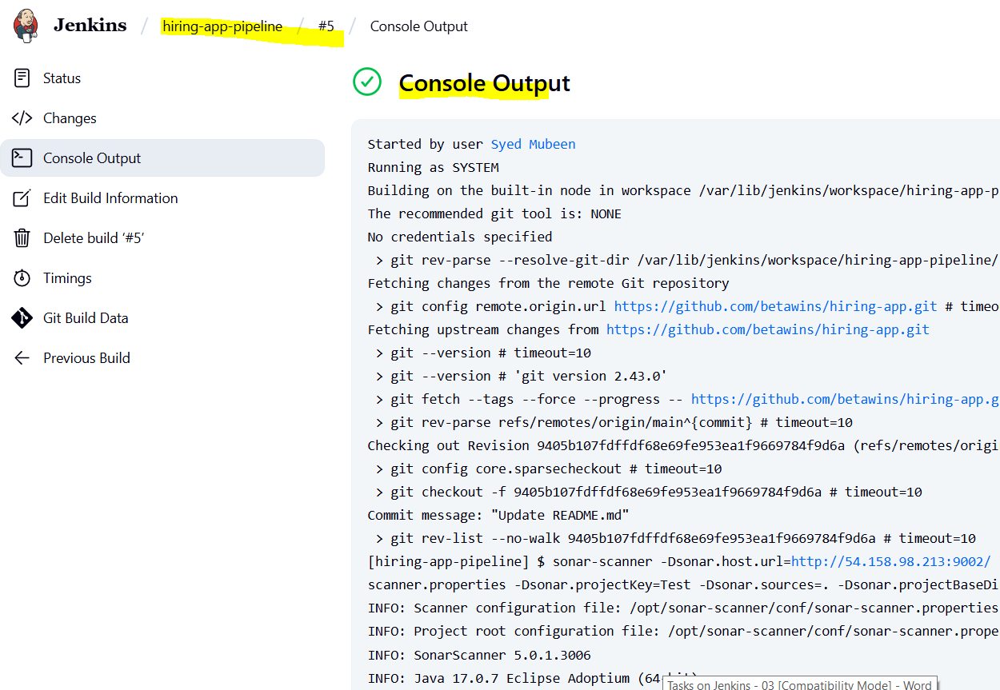 Jenkins / hiring-app-pipeline / #5 / Console Output
Status
Changes
Console Output
Edit Build Information
Delete build ‘#5’
Timings
Git Build Data
Previous Build
Console Output
Started by user Syed Mubeen
Running as SYSTEM
Building on the built-in node in workspace /var/lib/jenkins/workspace/hiring-app-p
The recommended git tool is: NONE
No credentials specified
> git rev-parse --resolve-git-dir /var/lib/jenkins/workspace/hiring-app-pipeline/
Fetching changes from the remote Git repository
> git config remote.origin.url https://github.com/betawins/hiring-app.git # timeo
Fetching upstream changes from https://github.com/betawins/hiring-app.git
> git --version # timeout=10
> git --version # 'git version 2.43.0'
> git fetch --tags --force --progress -- https://github.com/betawins/hiring-app.g
> git rev-parse refs/remotes/origin/main^{commit} # timeout=10
Checking out Revision 9405b107fdffdf68e69fe953ea1f9669784f9d6a (refs/remotes/origi
> git config core.sparsecheckout # timeout=10
> git checkout -f 9405b107fdffdf68e69fe953ea1f9669784f9d6a # timeout=10
Commit message: "Update README.md"
> git rev-list --no-walk 9405b107fdffdf68e69fe953ea1f9669784f9d6a # timeout=10
[hiring-app-pipeline] $ sonar-scanner -Dsonar.host.url=http://54.158.98.213:9002/
scanner.properties -Dsonar.projectKey=Test -Dsonar.sources=. -Dsonar.projectBaseDi
INFO: Scanner configuration file: /opt/sonar-scanner/conf/sonar-scanner.properties
INFO: Project root configuration file: /opt/sonar-scanner/conf/sonar-scanner.prope
INFO: SonarScanner 5.0.1.3006
INFO: Java 17.0.7 Eclipse Adoptium (64-bit)
Tasks on Jenkins - 03 [Compatibility Mode] - Word